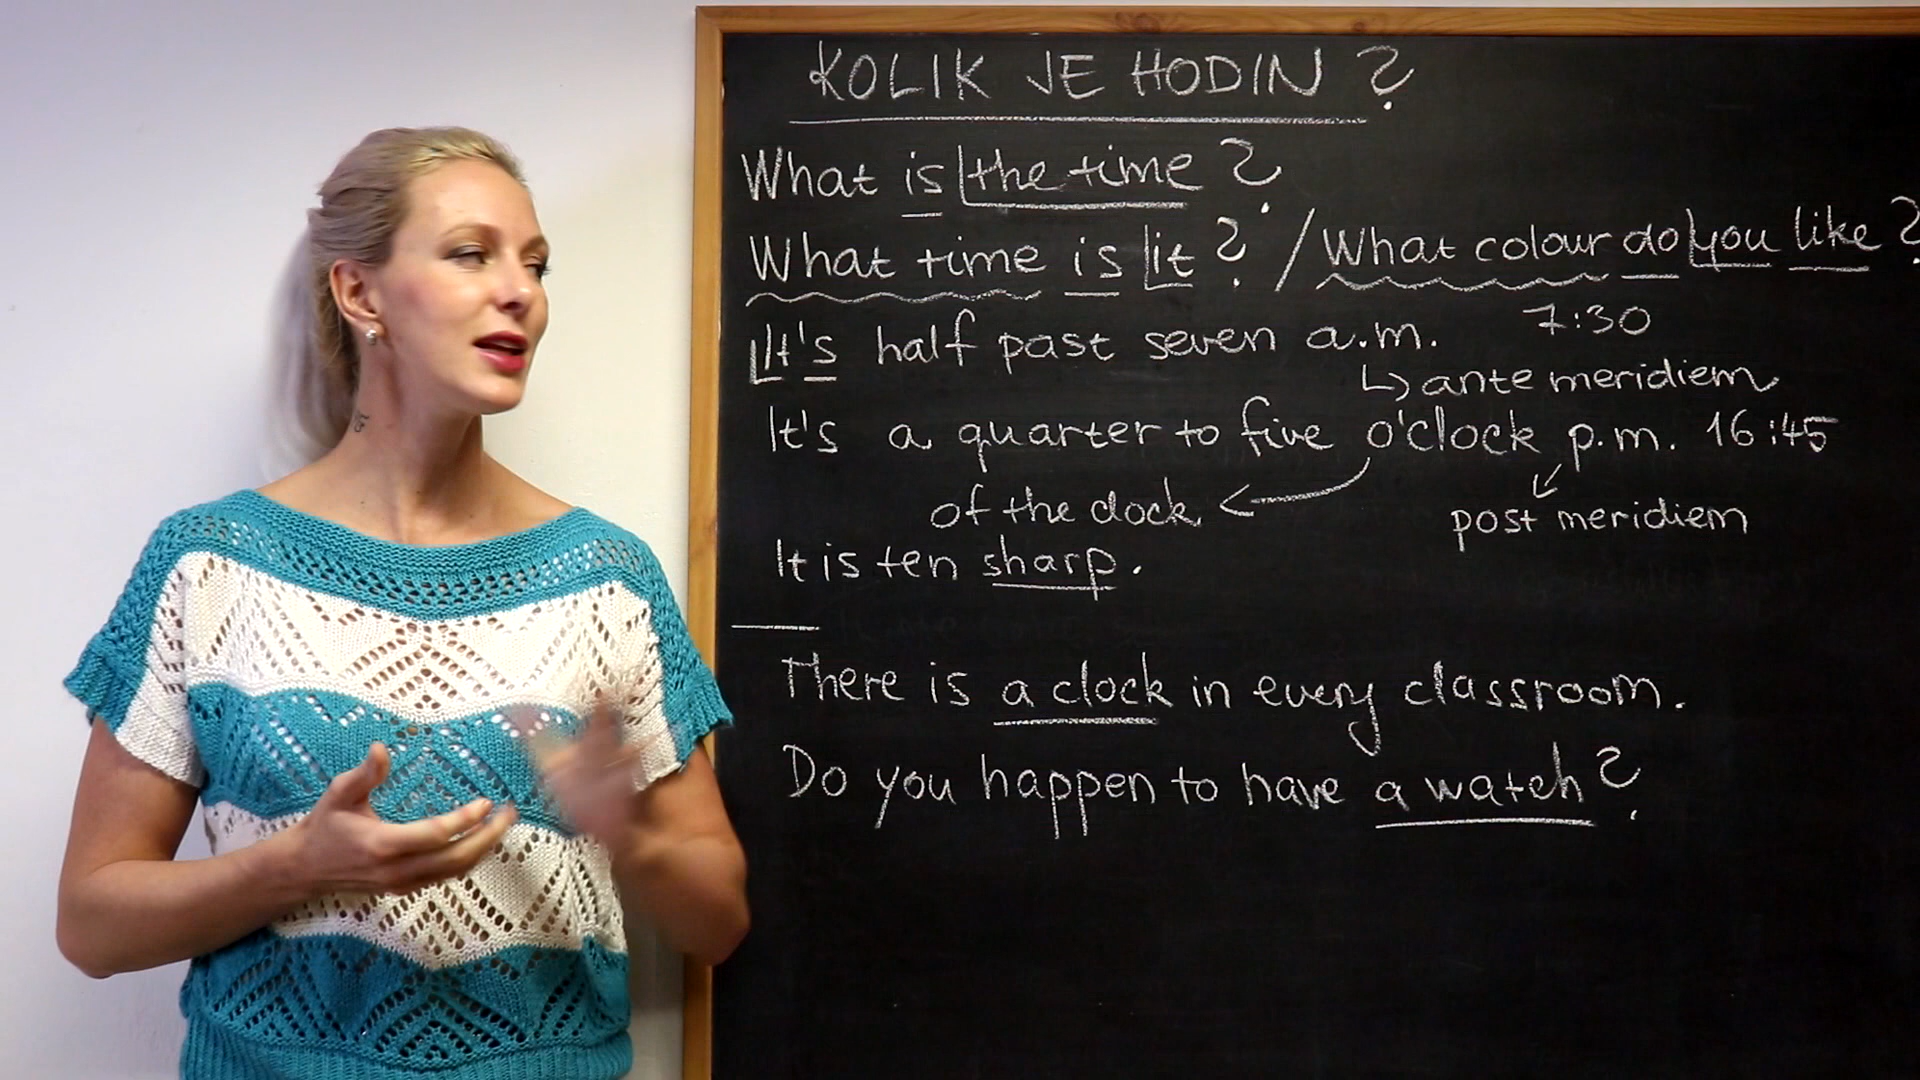 KOLIK JE HODIN?
What is the time?
What time is it? / What colour do you like?
It's half past seven a.m. 7:30
↳ ante meridiem
It's a quarter to five o'clock p.m. 16:45
of the clock
post meridiem
It is ten sharp.
There is a clock in every classroom.
Do you happen to have a watch?